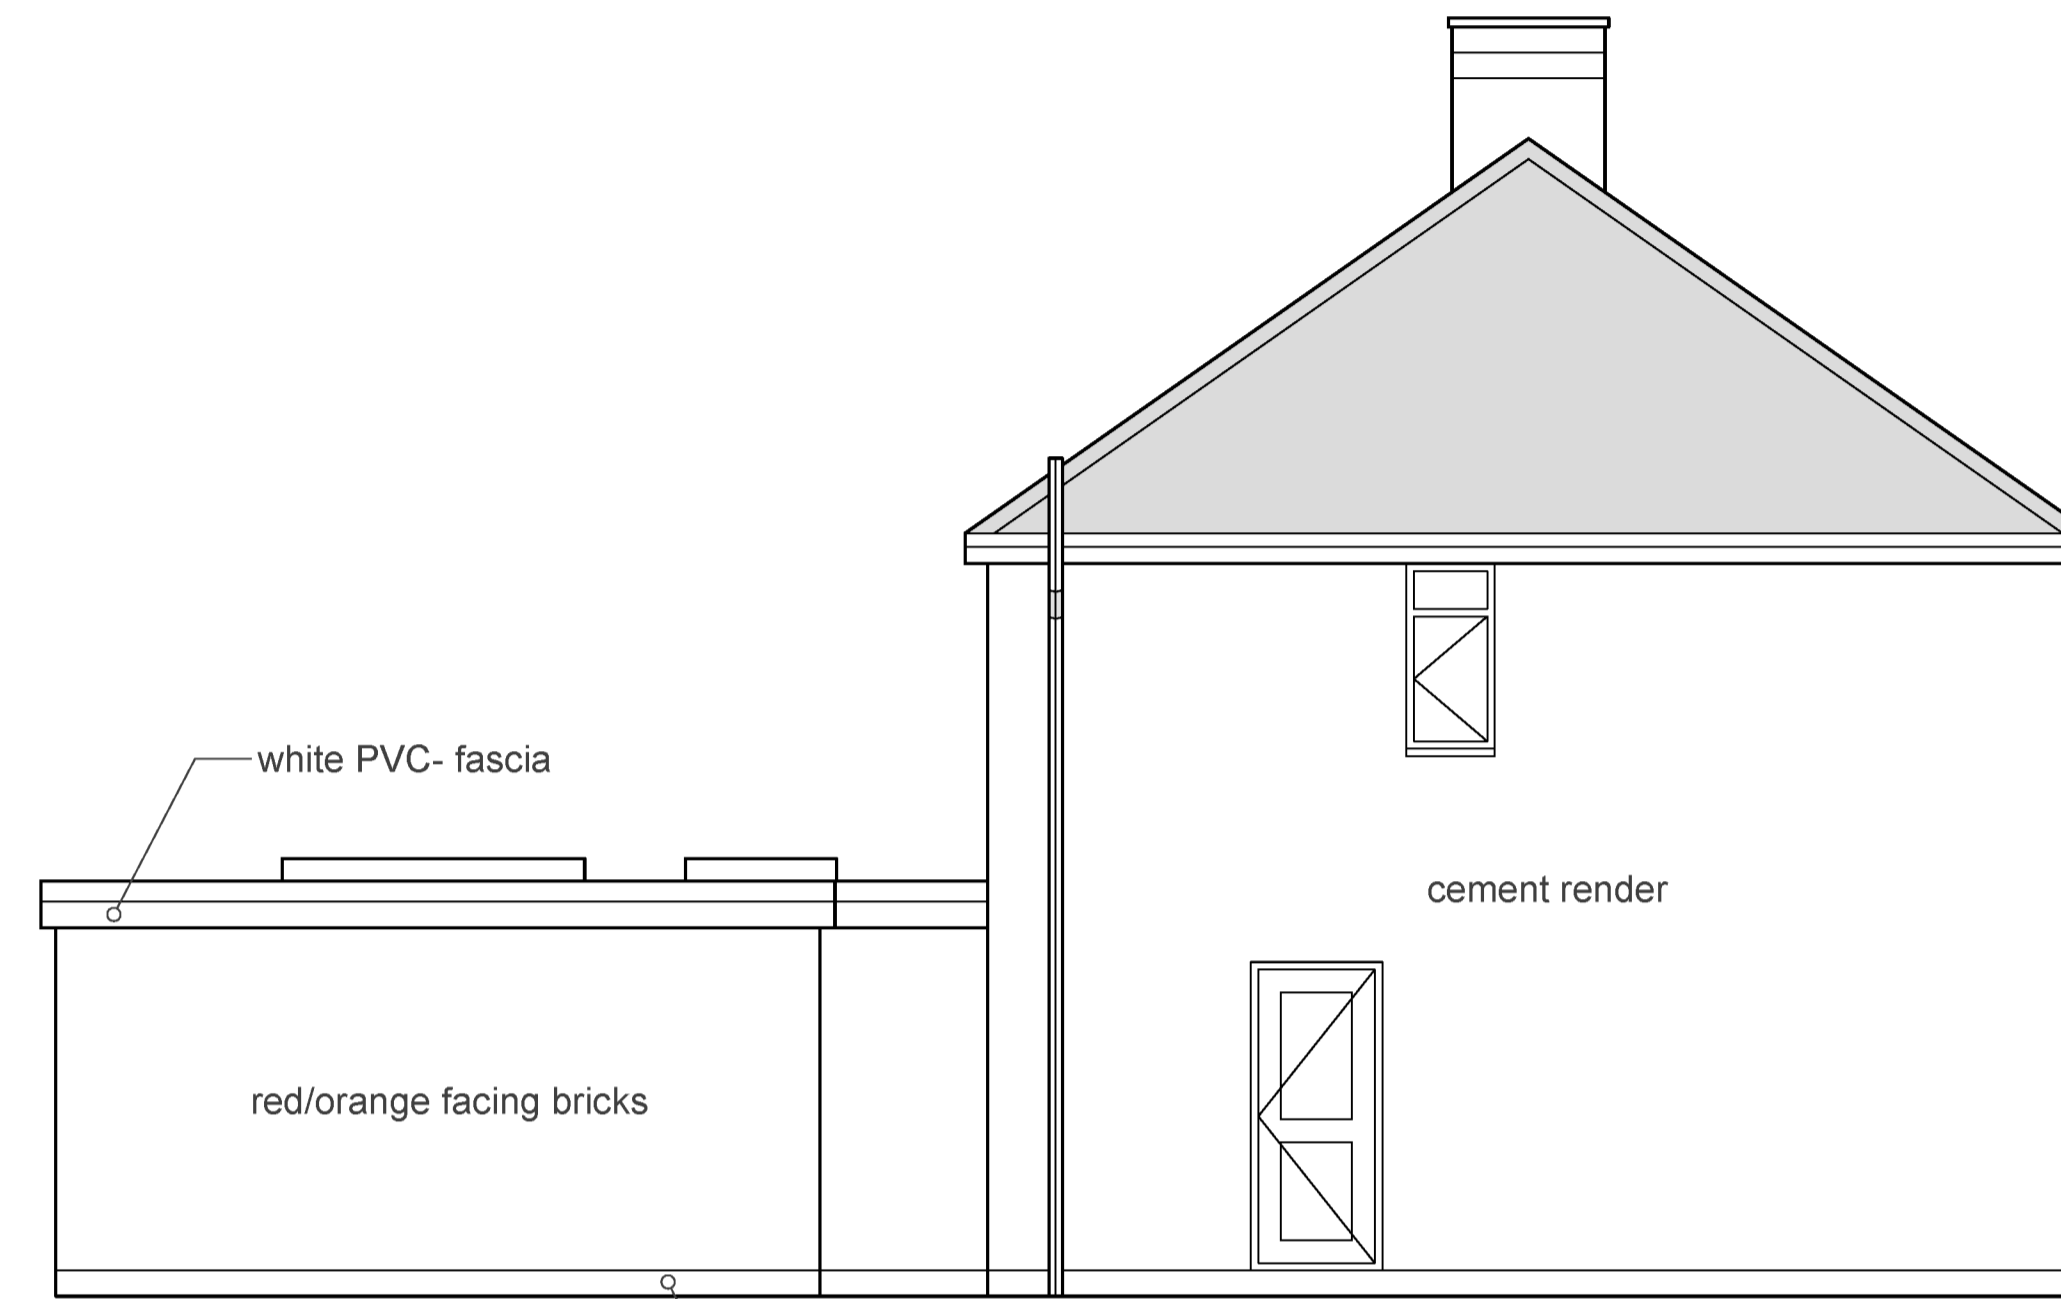 white PVC- fascia
cement render
red/orange facing bricks